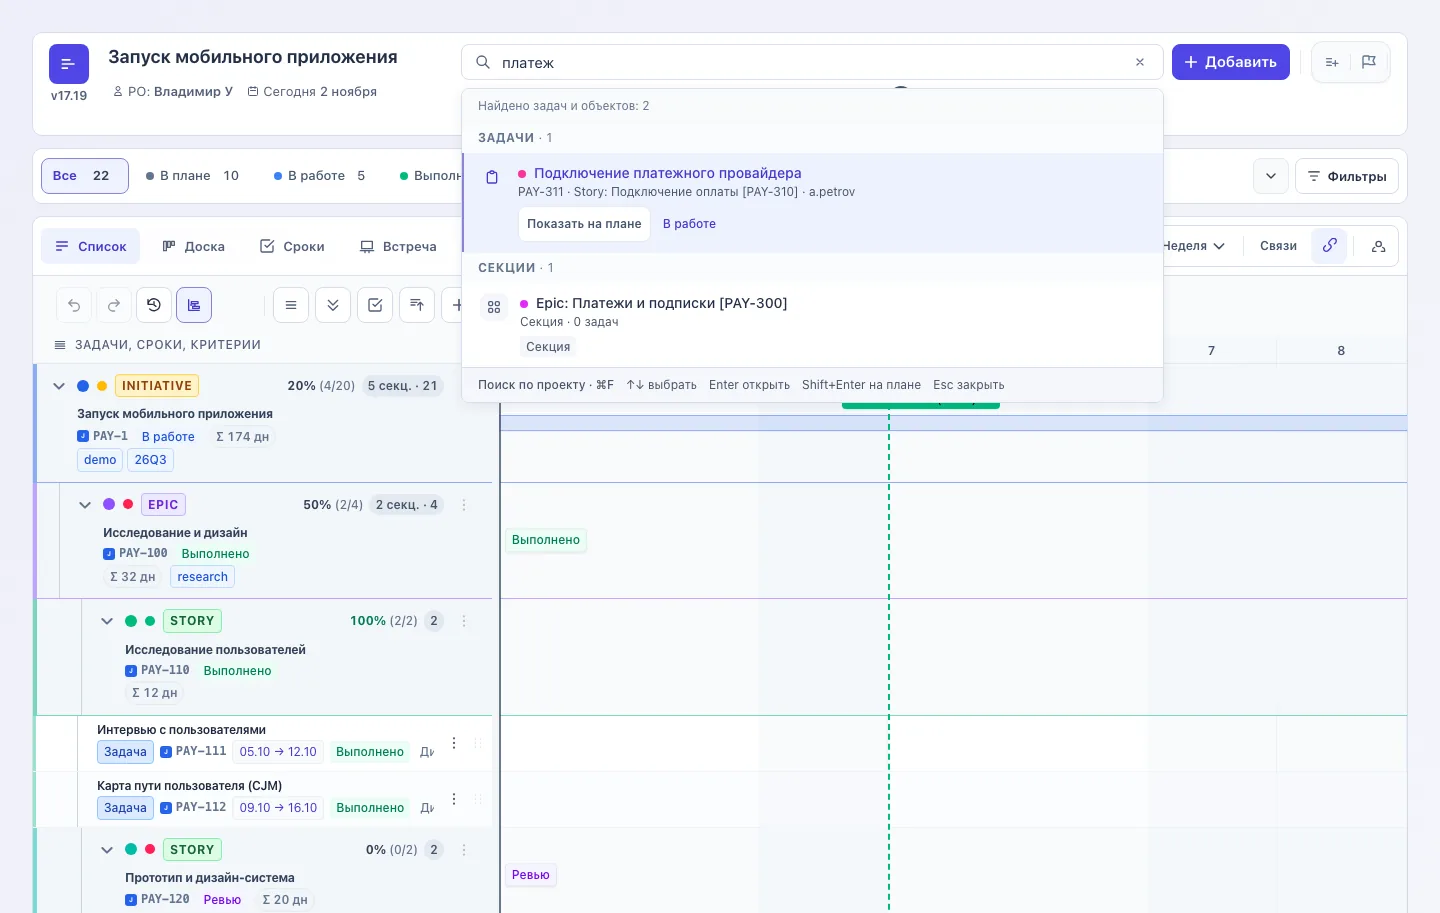 Запуск мобильного приложения
v17.19
PO: Владимир У
Сегодня 2 ноября
платеж
Добавить
Найдено задач и объектов: 2
ЗАДАЧИ · 1
Подключение платежного провайдера
PAY-311 · Story: Подключение оплаты [PAY-310] · a.petrov
Показать на плане
В работе
СЕКЦИИ · 1
Epic: Платежи и подписки [PAY-300]
Секция · 0 задач
Секция
Поиск по проекту · ⌘F ↑↓ выбрать Enter открыть Shift+Enter на плане Esc закрыть
Все 22
В плане 10
В работе 5
Выполн
Фильтры
Список
Доска
Сроки
Встреча
Неделя
Связи
ЗАДАЧИ, СРОКИ, КРИТЕРИИ
7
8
INITIATIVE 20% (4/20) 5 секц. · 21
Запуск мобильного приложения
PAY-1 В работе Σ 174 дн
demo 26Q3
EPIC 50% (2/4) 2 секц. · 4
Исследование и дизайн
PAY-100 Выполнено
Σ 32 дн research
Выполнено
STORY 100% (2/2) 2
Исследование пользователей
PAY-110 Выполнено
Σ 12 дн
Интервью с пользователями
Задача PAY-111 05.10 → 12.10 Выполнено Ди
Карта пути пользователя (CJM)
Задача PAY-112 09.10 → 16.10 Выполнено Ди
STORY 0% (0/2) 2
Прототип и дизайн-система
PAY-120 Ревью Σ 20 дн
Ревью